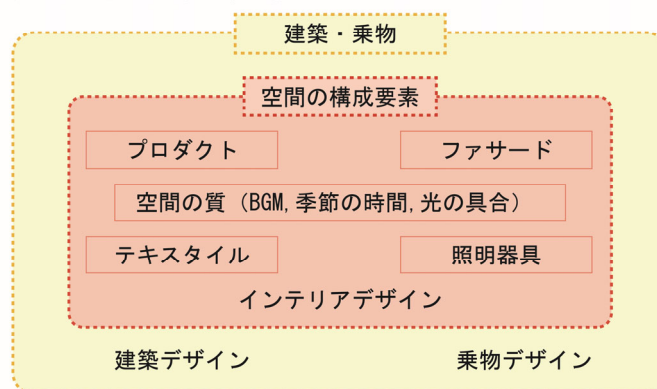 建築・乗物
空間の構成要素
プロダクト
ファサード
空間の質（BGM,季節の時間,光の具合）
テキスタイル
照明器具
インテリアデザイン
建築デザイン
乗物デザイン